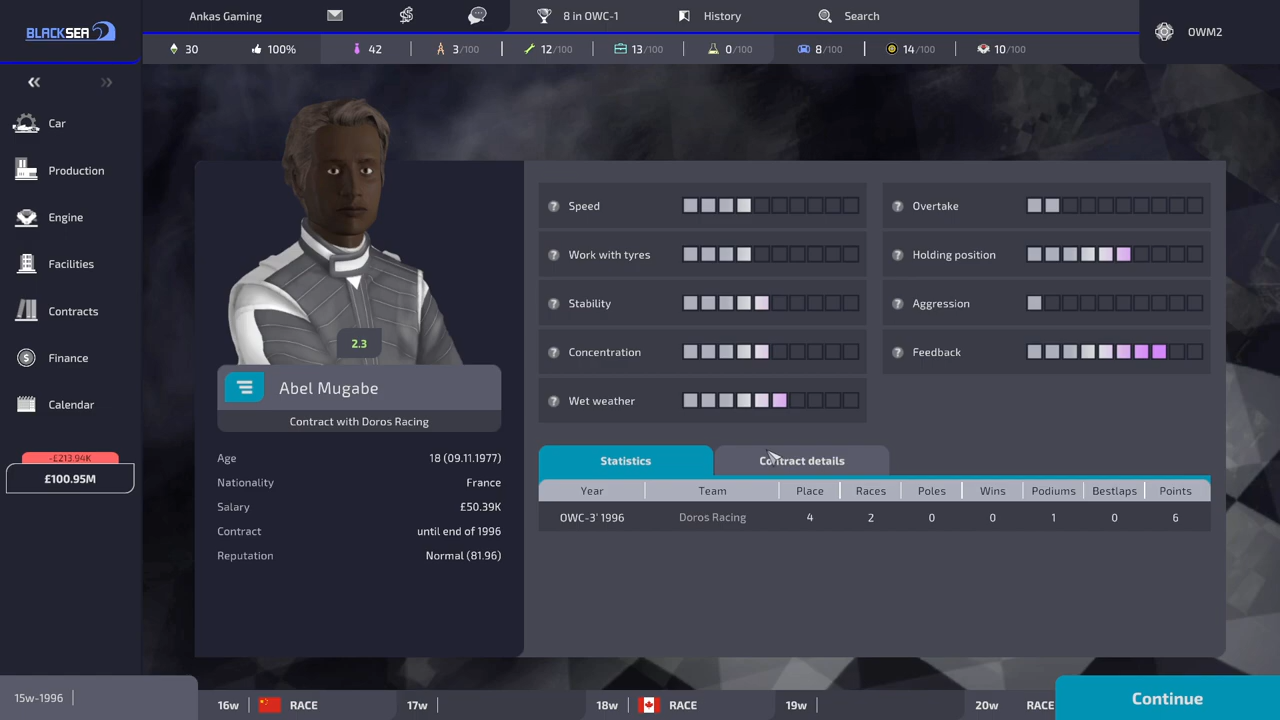 BLACKSEA
Ankas Gaming
8 in OWC-1
History
Search
OWM2
30
100%
42
3/100
12/100
13/100
0/100
8/100
14/100
10/100
Car
Production
Engine
Facilities
Contracts
Finance
Calendar
-£213.94K
£100.95M
2.3
Abel Mugabe
Contract with Doros Racing
Age 18 (09.11.1977)
Nationality France
Salary £50.39K
Contract until end of 1996
Reputation Normal (81.96)
? Speed
? Overtake
? Work with tyres
? Holding position
? Stability
? Aggression
? Concentration
? Feedback
? Wet weather
Statistics
Contract details
Year Team Place Races Poles Wins Podiums Bestlaps Points
OWC-3' 1996 Doros Racing 4 2 0 0 1 0 6
15w-1996
16w RACE
17w
18w RACE
19w
20w RACE
Continue